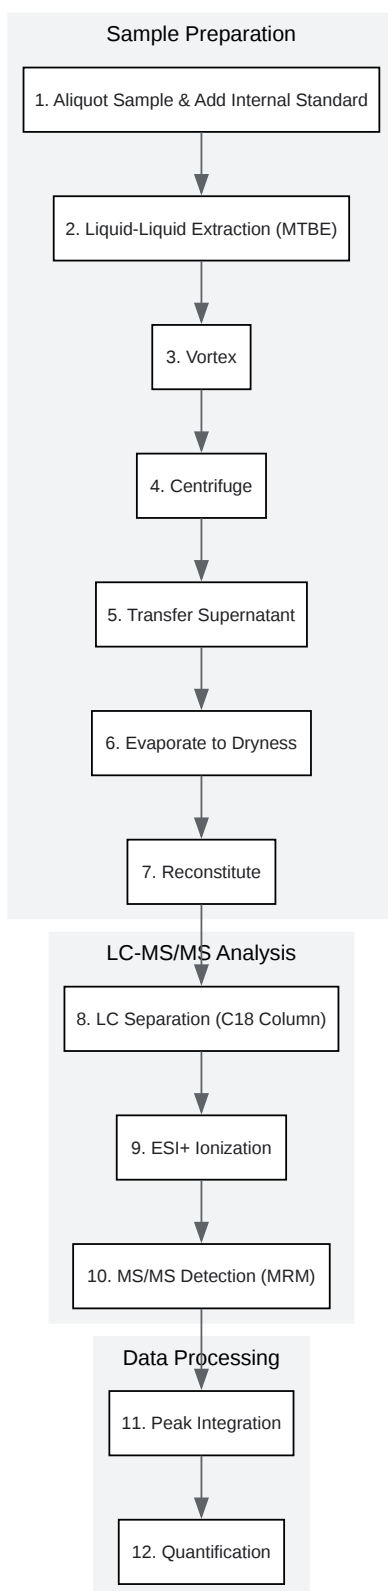 Sample Preparation
1. Aliquot Sample & Add Internal Standard
2. Liquid-Liquid Extraction (MTBE)
3. Vortex
4. Centrifuge
5. Transfer Supernatant
6. Evaporate to Dryness
7. Reconstitute
LC-MS/MS Analysis
8. LC Separation (C18 Column)
9. ESI+ Ionization
10. MS/MS Detection (MRM)
Data Processing
11. Peak Integration
12. Quantification